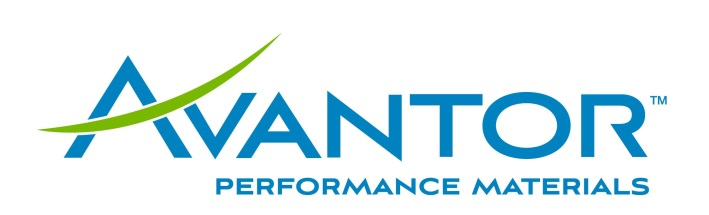 AVANTOR™
PERFORMANCE MATERIALS